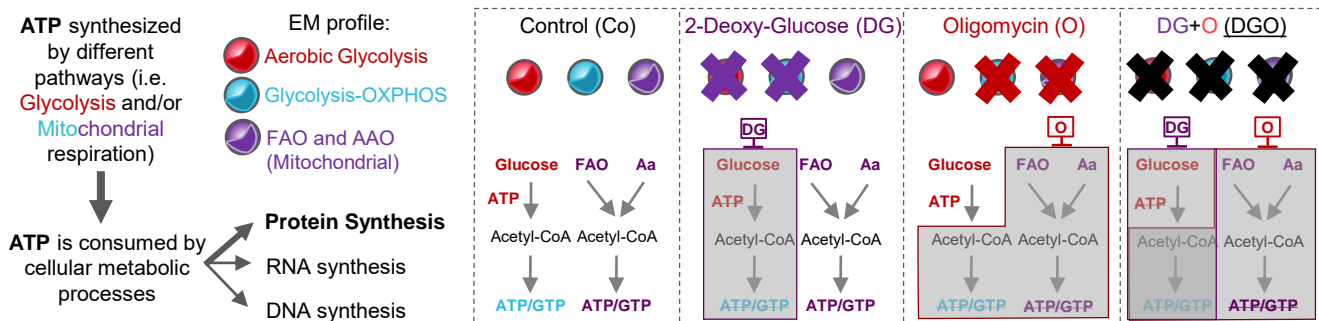 ATP synthesized
by different
pathways (i.e.
Glycolysis and/or
Mitochondrial
respiration)
ATP is consumed by
cellular metabolic
processes
EM profile:
Aerobic Glycolysis
Glycolysis-OXPHOS
FAO and AAO
(Mitochondrial)
Protein Synthesis
RNA synthesis
DNA synthesis
Control (Co)
Glucose FAO Aa
ATP
Acetyl-CoA Acetyl-CoA
ATP/GTP ATP/GTP
2-Deoxy-Glucose (DG)
DG
Glucose FAO Aa
ATP
Acetyl-CoA Acetyl-CoA
ATP/GTP ATP/GTP
Oligomycin (O)
O
Glucose FAO Aa
ATP
Acetyl-CoA Acetyl-CoA
ATP/GTP ATP/GTP
DG+O (DGO)
DG O
Glucose FAO Aa
ATP
Acetyl-CoA Acetyl-CoA
ATP/GTP ATP/GTP